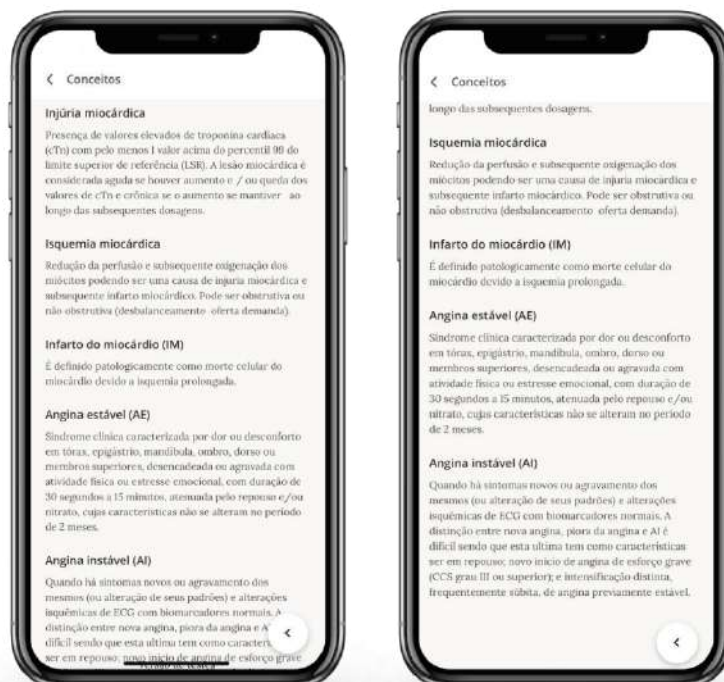 Conceitos
Injúria miocárdica
Presença de valores elevados de troponina cardíaca
(cTn) com pelo menos 1 valor acima do percentil 99 do
limite superior de referência (LSR). A lesão miocárdica é
considerada aguda se houver aumento e / ou queda dos
valores de cTn e crônica se o aumento se mantiver ao
longo das subsequentes dosagens.
Isquemia miocárdica
Redução da perfusão e subsequente oxigenação dos
miócitos podendo ser uma causa de injuria miocárdica e
subsequente infarto miocárdico. Pode ser obstrutiva ou
não obstrutiva (desbalanceamento oferta demanda).
Infarto do miocárdio (IM)
É definido patologicamente como morte celular do
miocárdio devido a isquemia prolongada.
Angina estável (AE)
Síndrome clínica caracterizada por dor ou desconforto
em tórax, epigástrio, mandíbula, ombro, dorso ou
membros superiores, desencadeada ou agravada com
atividade física ou estresse emocional, com duração de
30 segundos a 15 minutos, atenuada pelo repouso e/ou
nitrato, cujas características não se alteram no período
de 2 meses.
Angina instável (AI)
Quando há sintomas novos ou agravamento dos
mesmos (ou alteração de seus padrões) e alterações
isquêmicas de ECG com biomarcadores normais. A
distinção entre nova angina, piora da angina e
difícil sendo que esta ultima tem como
ser em repouso; novo início de angina de esforço grave
Conceitos
longo das subsequentes dosagens.
Isquemia miocárdica
Redução da perfusão e subsequente oxigenação dos
miócitos podendo ser uma causa de injuria miocárdica e
subsequente infarto miocárdico. Pode ser obstrutiva ou
não obstrutiva (desbalanceamento oferta demanda).
Infarto do miocárdio (IM)
É definido patologicamente como morte celular do
miocárdio devido a isquemia prolongada.
Angina estável (AE)
Síndrome clínica caracterizada por dor ou desconforto
em tórax, epigástrio, mandíbula, ombro, dorso ou
membros superiores, desencadeada ou agravada com
atividade física ou estresse emocional, com duração de
30 segundos a 15 minutos, atenuada pelo repouso e/ou
nitrato, cujas características não se alteram no período
de 2 meses.
Angina instável (AI)
Quando há sintomas novos ou agravamento dos
mesmos (ou alteração de seus padrões) e alterações
isquêmicas de ECG com biomarcadores normais. A
distinção entre nova angina, piora da angina e AI é
difícil sendo que esta ultima tem como características
ser em repouso; novo início de angina de esforço grave
(CCS grau III ou superior); e intensificação distinta,
frequentemente súbita, de angina previamente estável.